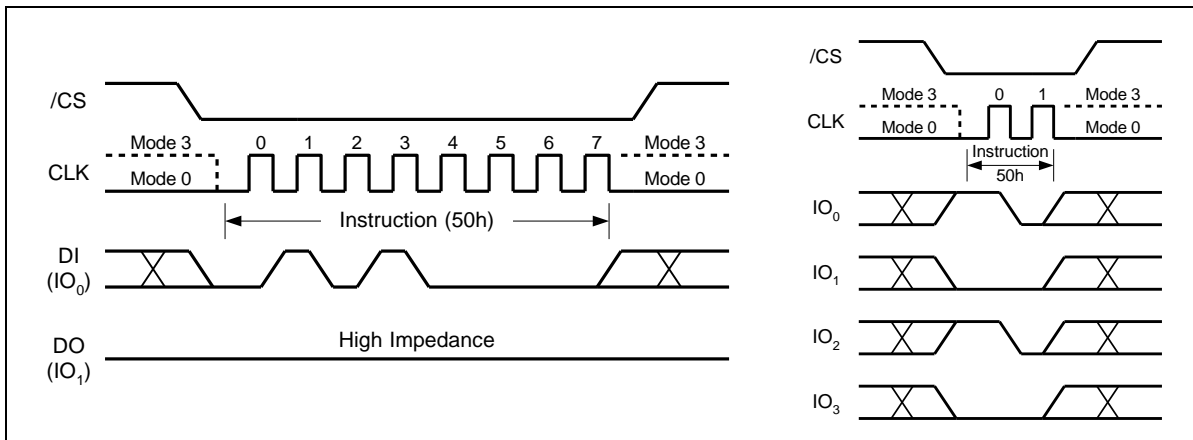 /CS
Mode 3
0 1 2 3 4 5 6 7
Mode 3
CLK
Mode 0
Mode 0
Instruction (50h)
DI
(IO₀)
High Impedance
DO
(IO₁)
/CS
Mode 3
0 1
Mode 3
CLK
Mode 0
Mode 0
Instruction
50h
IO₀
IO₁
IO₂
IO₃